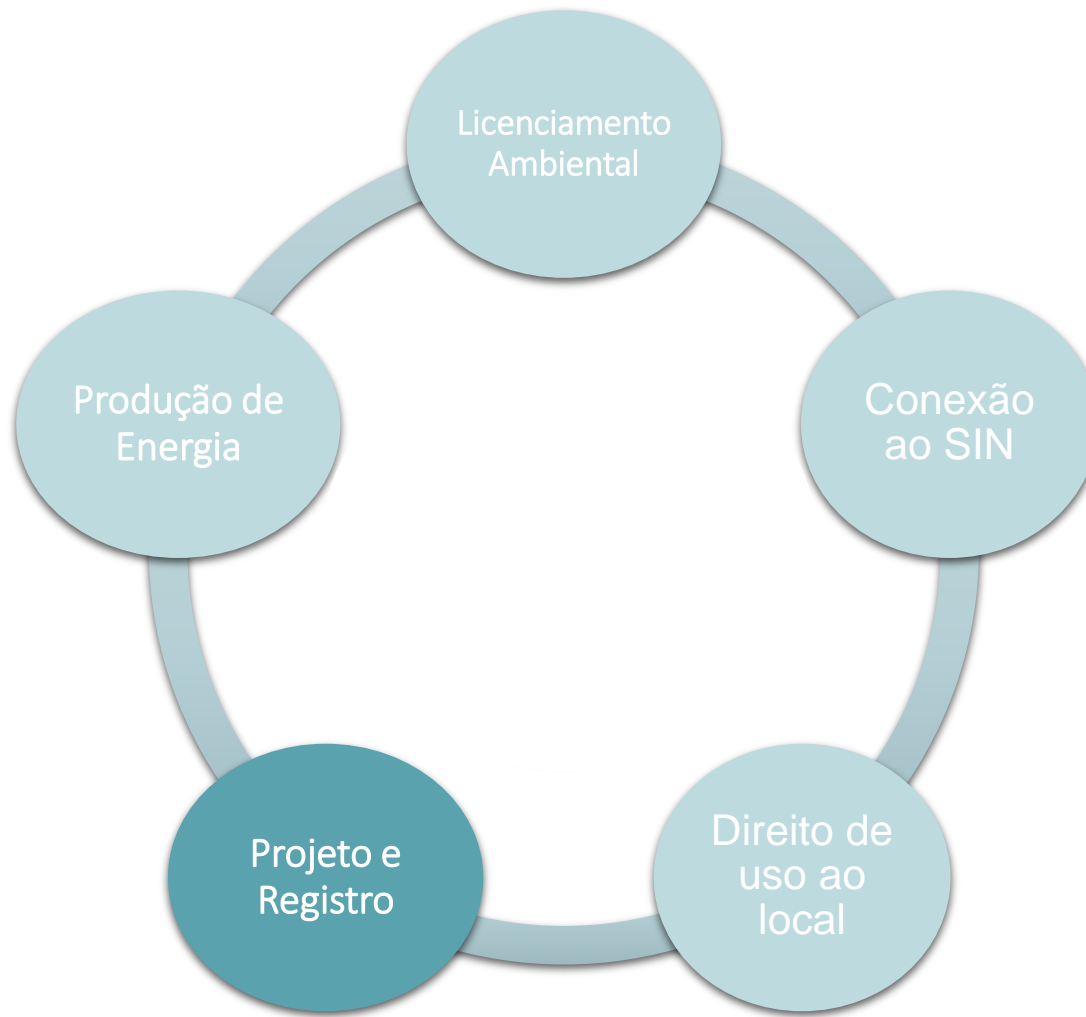 Licenciamento
Ambiental
Produção de
Energia
Conexão
ao SIN
Projeto e
Registro
Direito de
uso ao
local